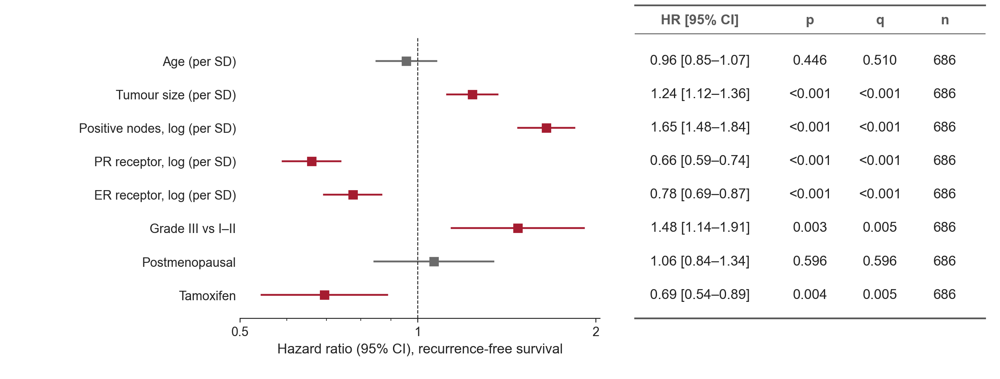 HR [95% CI] p q n
Age (per SD) 0.96 [0.85–1.07] 0.446 0.510 686
Tumour size (per SD) 1.24 [1.12–1.36] <0.001 <0.001 686
Positive nodes, log (per SD) 1.65 [1.48–1.84] <0.001 <0.001 686
PR receptor, log (per SD) 0.66 [0.59–0.74] <0.001 <0.001 686
ER receptor, log (per SD) 0.78 [0.69–0.87] <0.001 <0.001 686
Grade III vs I–II 1.48 [1.14–1.91] 0.003 0.005 686
Postmenopausal 1.06 [0.84–1.34] 0.596 0.596 686
Tamoxifen 0.69 [0.54–0.89] 0.004 0.005 686
0.5 1 2
Hazard ratio (95% CI), recurrence-free survival